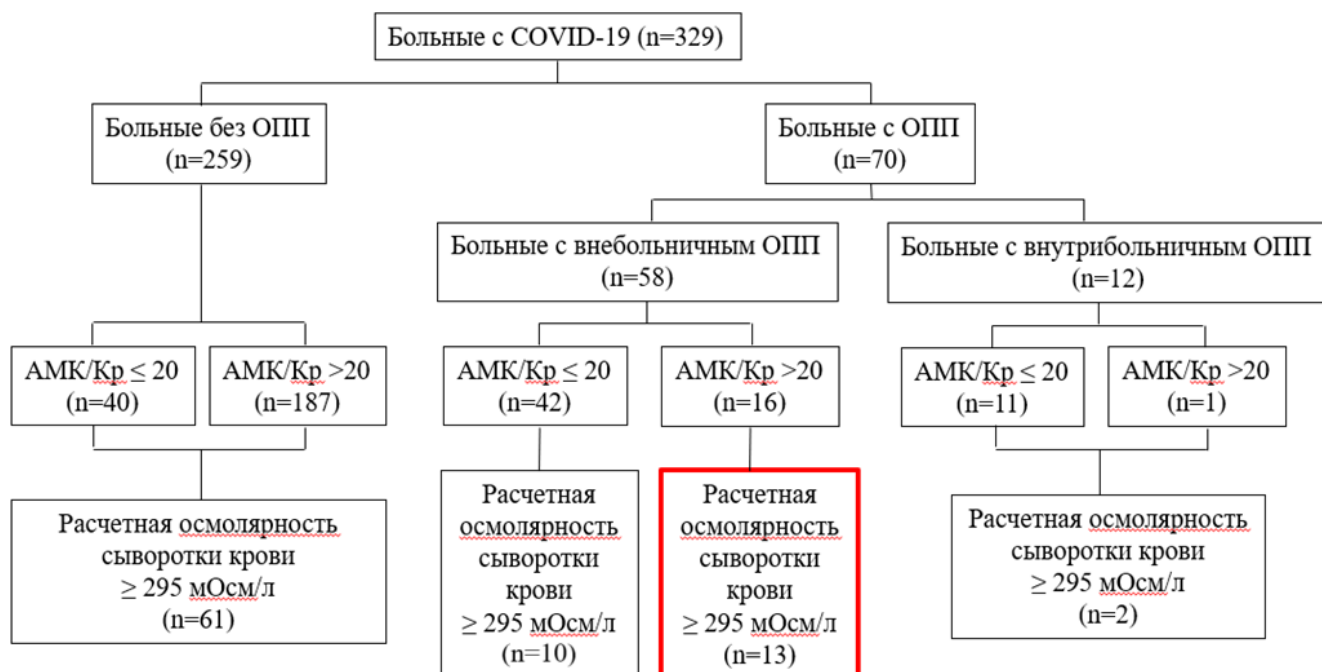 Больные с COVID-19 (n=329)
Больные без ОПП
(n=259)
Больные с ОПП
(n=70)
Больные с внебольничным ОПП
(n=58)
Больные с внутрибольничным ОПП
(n=12)
АМК/Кр ≤ 20
(n=40)
АМК/Кр >20
(n=187)
АМК/Кр ≤ 20
(n=42)
АМК/Кр >20
(n=16)
АМК/Кр ≤ 20
(n=11)
АМК/Кр >20
(n=1)
Расчетная осмолярность
сыворотки крови
≥ 295 мОсм/л
(n=61)
Расчетная
осмолярность
сыворотки
крови
≥ 295 мОсм/л
(n=10)
Расчетная
осмолярность
сыворотки
крови
≥ 295 мОсм/л
(n=13)
Расчетная осмолярность
сыворотки крови
≥ 295 мОсм/л
(n=2)